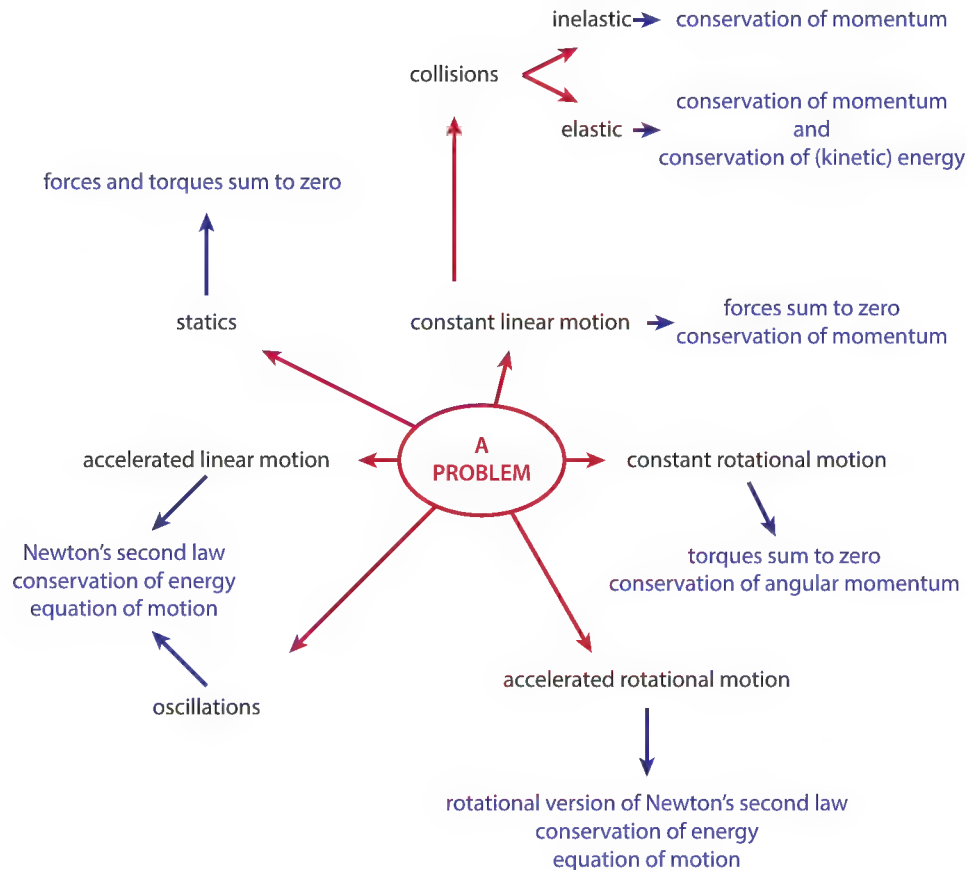 inelastic
conservation of momentum
collisions
elastic
conservation of momentum
and
conservation of (kinetic) energy
forces and torques sum to zero
statics
constant linear motion
forces sum to zero
conservation of momentum
A
PROBLEM
accelerated linear motion
constant rotational motion
Newton's second law
conservation of energy
equation of motion
torques sum to zero
conservation of angular momentum
oscillations
accelerated rotational motion
rotational version of Newton's second law
conservation of energy
equation of motion